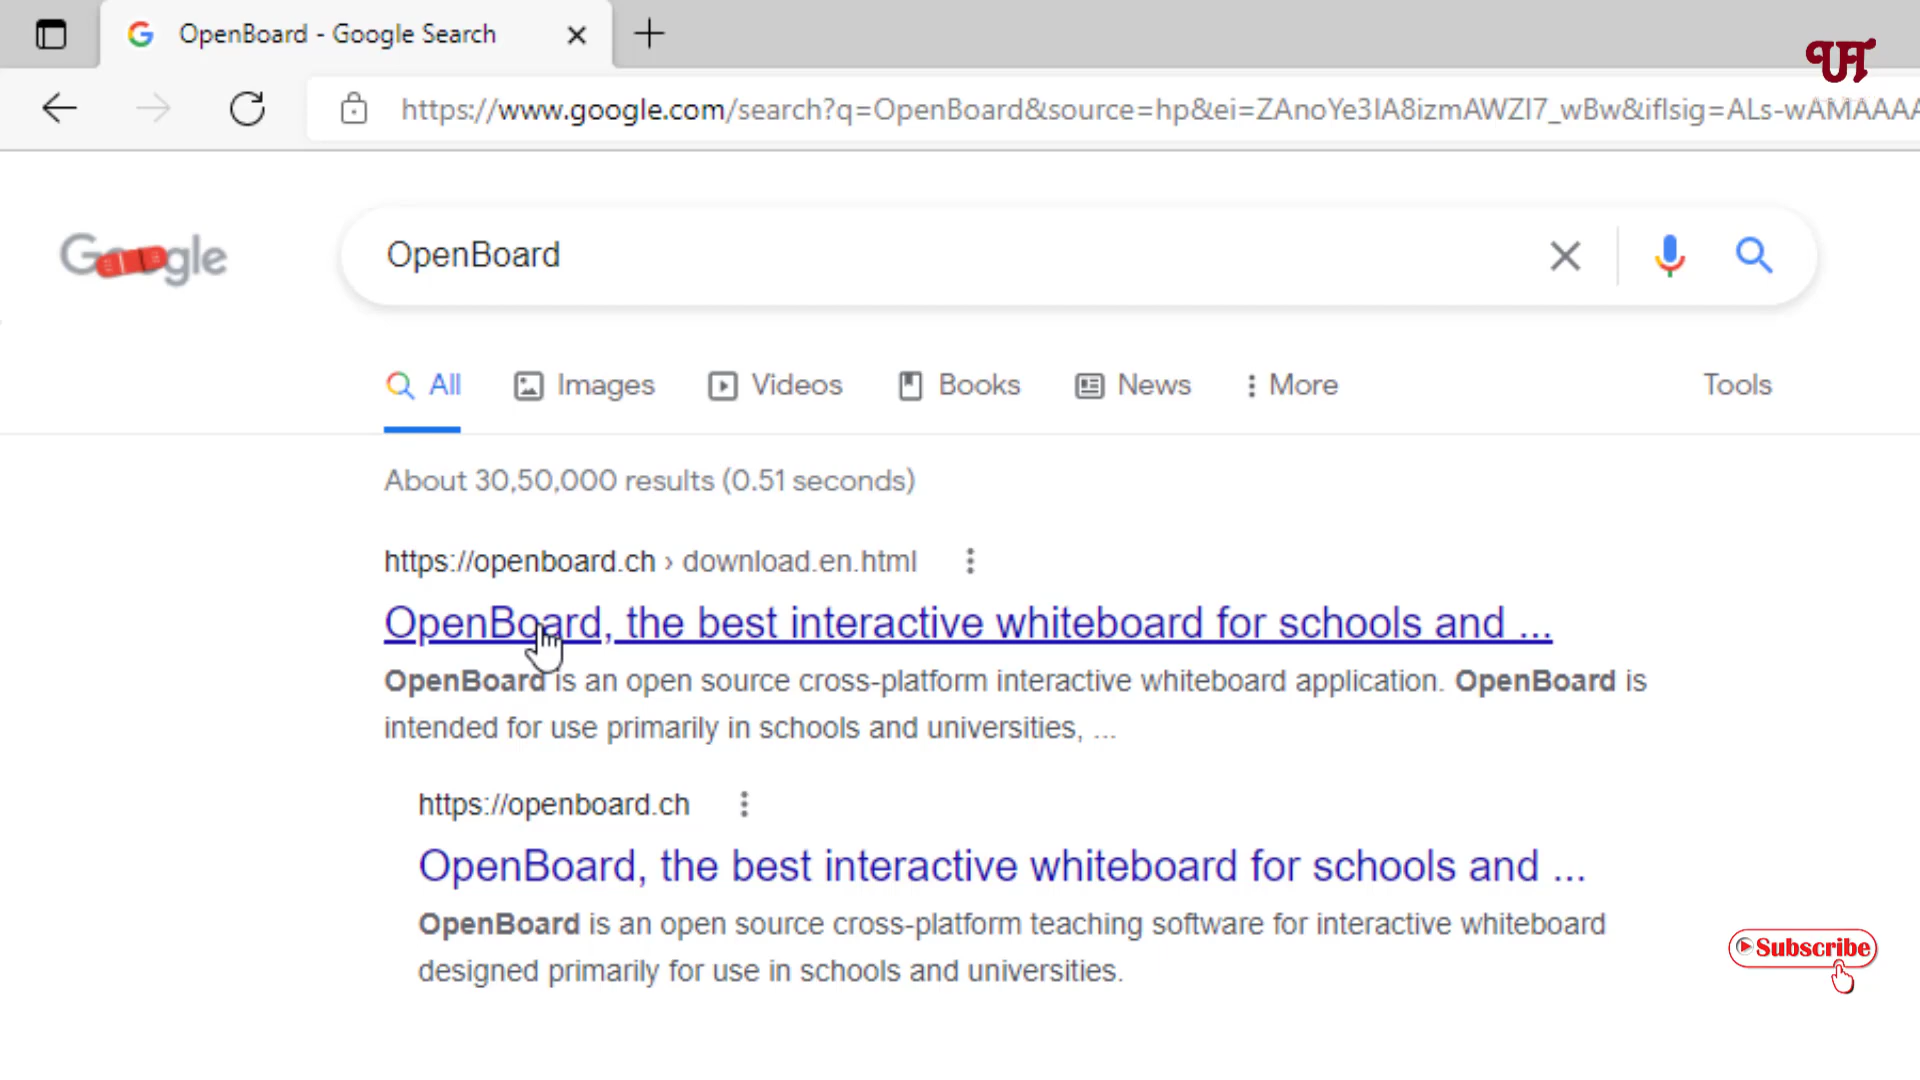 OpenBoard - Google Search
https://www.google.com/search?q=OpenBoard&source=hp&ei=ZAnoYe3IA8izmAWZI7_wBw&iflsig=ALs-wAMAAAA
Google
OpenBoard
All Images Videos Books News More Tools
About 30,50,000 results (0.51 seconds)
https://openboard.ch › download.en.html
OpenBoard, the best interactive whiteboard for schools and ...
OpenBoard is an open source cross-platform interactive whiteboard application. OpenBoard is
intended for use primarily in schools and universities, ...
https://openboard.ch
OpenBoard, the best interactive whiteboard for schools and ...
OpenBoard is an open source cross-platform teaching software for interactive whiteboard
designed primarily for use in schools and universities.
Subscribe